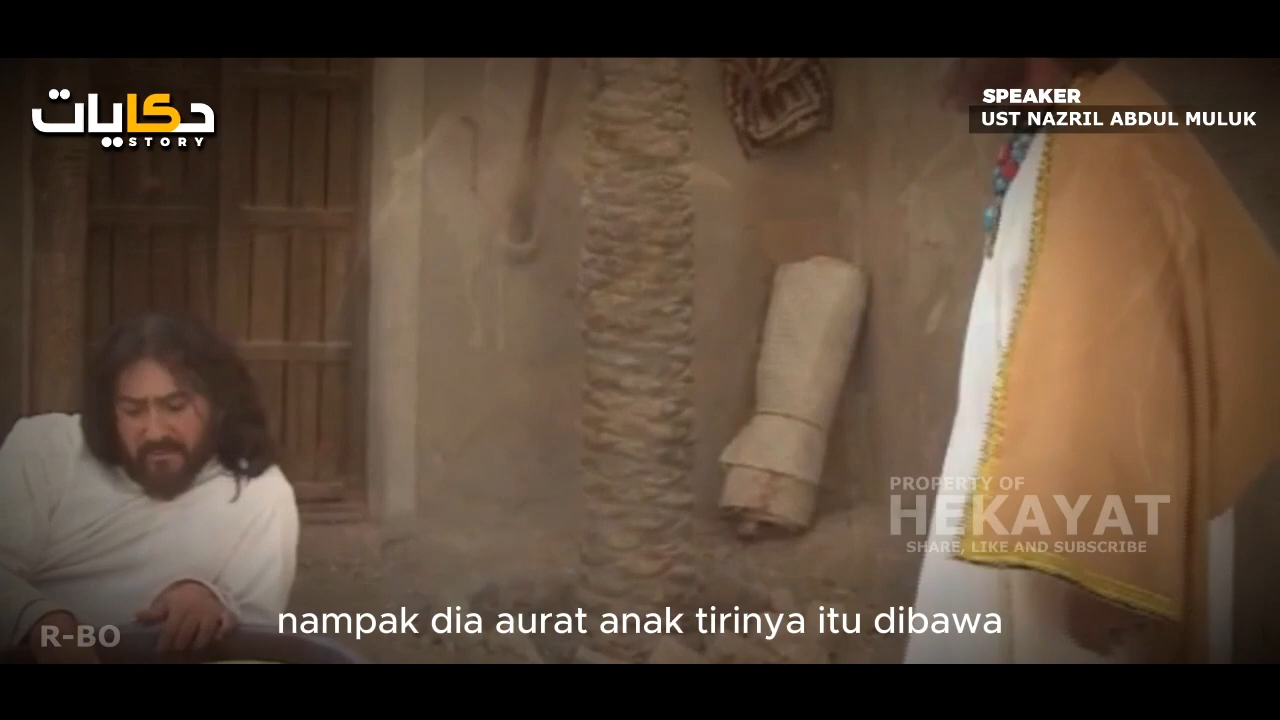 حكايات
STORY
SPEAKER
UST NAZRIL ABDUL MULUK
PROPERTY OF
HEKAYAT
SHARE, LIKE AND SUBSCRIBE
R-BO
nampak dia aurat anak tirinya itu dibawa